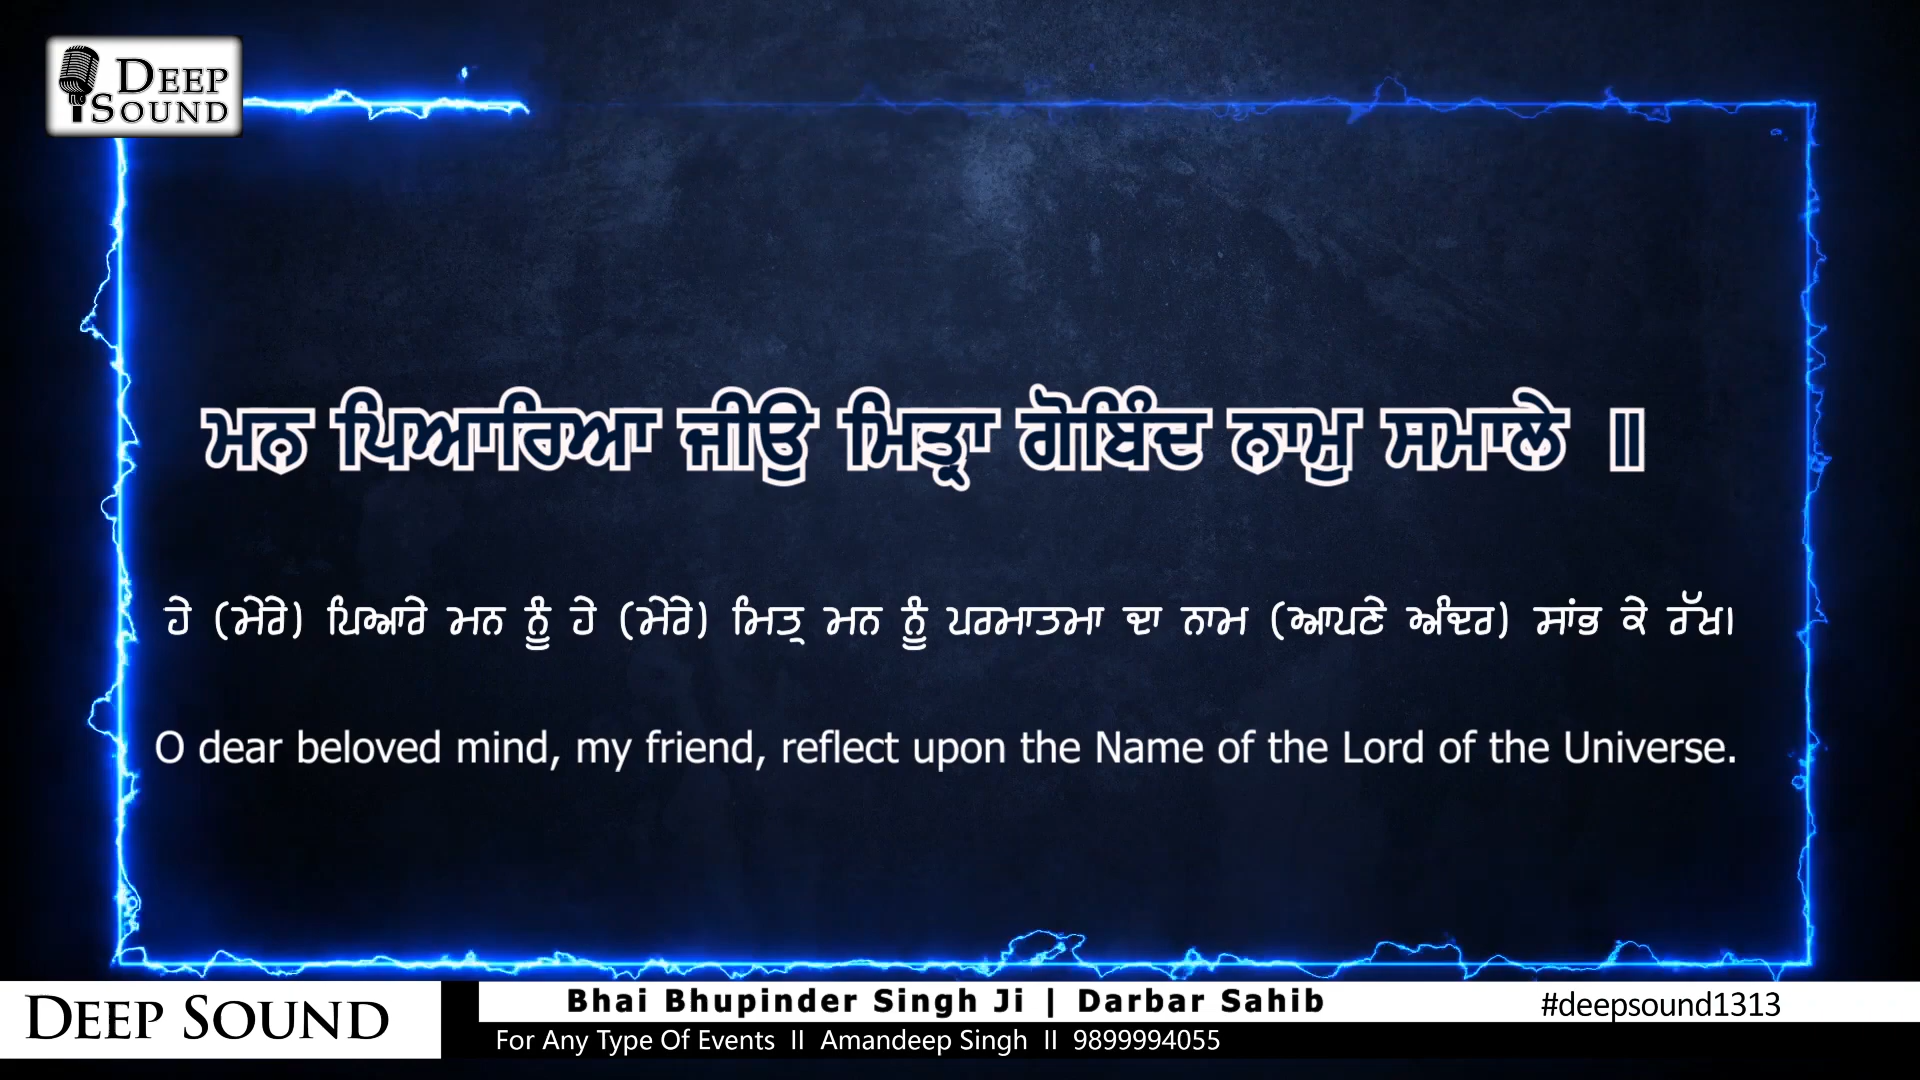 DEEP
SOUND
ਮਨ ਪਿਆਰਿਆ ਜੀਉ ਮਿਤ੍ਰਾ ਗੋਬਿੰਦ ਨਾਮੁ ਸਮਾਲੇ ॥
ਹੇ (ਮੇਰੇ) ਪਿਆਰੇ ਮਨ ਨੂੰ ਹੇ (ਮੇਰੇ) ਮਿਤ੍ਰ ਮਨ ਨੂੰ ਪਰਮਾਤਮਾ ਦਾ ਨਾਮ (ਆਪਣੇ ਅੰਦਰ) ਸਾਂਭ ਕੇ ਰੱਖ।
O dear beloved mind, my friend, reflect upon the Name of the Lord of the Universe.
DEEP SOUND
Bhai Bhupinder Singh Ji | Darbar Sahib
#deepsound1313
For Any Type Of Events II Amandeep Singh II 9899994055